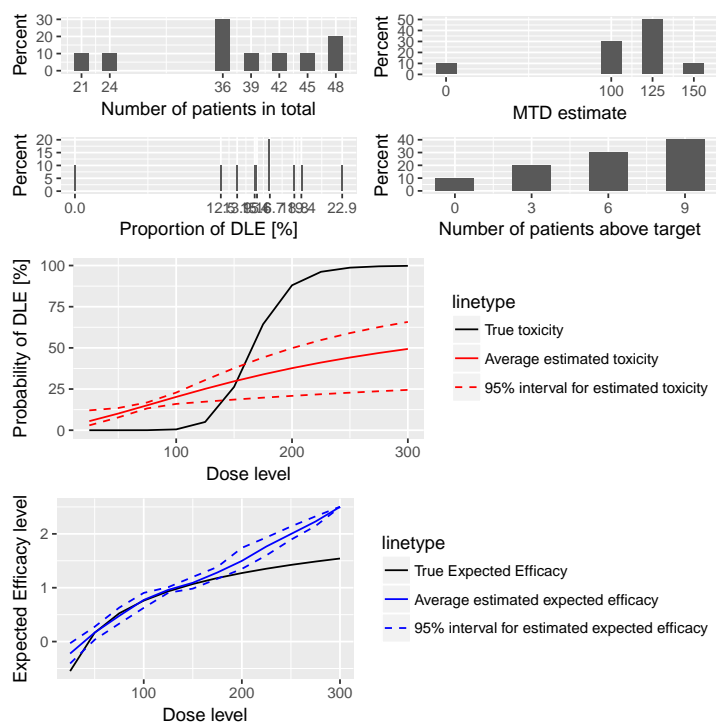 Percent
30
20
10
0
21 24 36 39 42 45 48
Number of patients in total
Percent
50
40
30
20
10
0
0 100 125 150
MTD estimate
Percent
20
15
10
5
0
0.0 22.9
Proportion of DLE [%]
Percent
40
30
20
10
0
0 3 6 9
Number of patients above target
Probability of DLE [%]
100
75
50
25
0
100 200 300
Dose level
linetype
True toxicity
Average estimated toxicity
95% interval for estimated toxicity
Expected Efficacy level
2
1
0
100 200 300
Dose level
linetype
True Expected Efficacy
Average estimated expected efficacy
95% interval for estimated expected efficacy